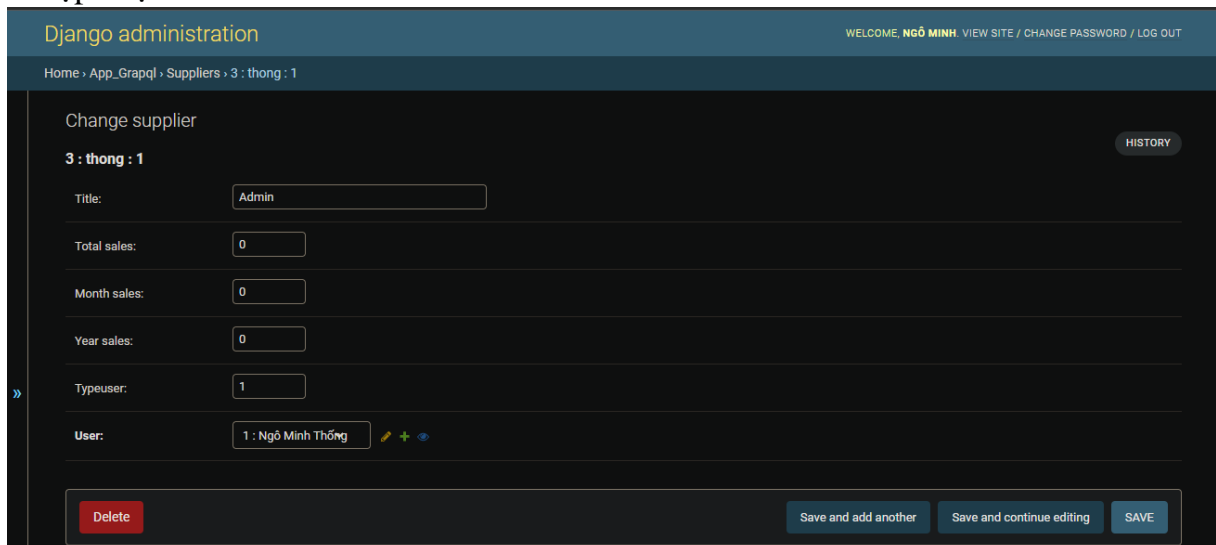 Django administration
WELCOME, NGÔ MINH. VIEW SITE / CHANGE PASSWORD / LOG OUT
Home › App_Grapql › Suppliers › 3 : thong : 1
Change supplier
HISTORY
3 : thong : 1
Title: Admin
Total sales: 0
Month sales: 0
Year sales: 0
»
Typeuser: 1
User: 1 : Ngô Minh Thống
Delete Save and add another Save and continue editing SAVE